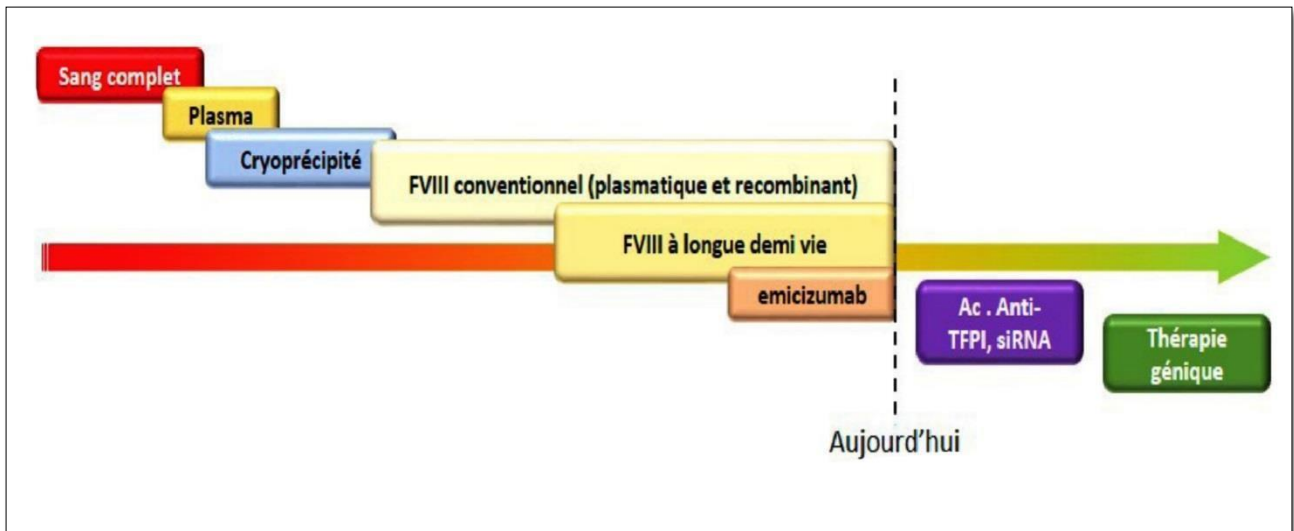 Sang complet
Plasma
Cryoprécipité
FVIII conventionnel (plasmatique et recombinant)
FVIII à longue demi vie
emicizumab
Ac . Anti-
TFPI, siRNA
Thérapie
génique
Aujourd'hui